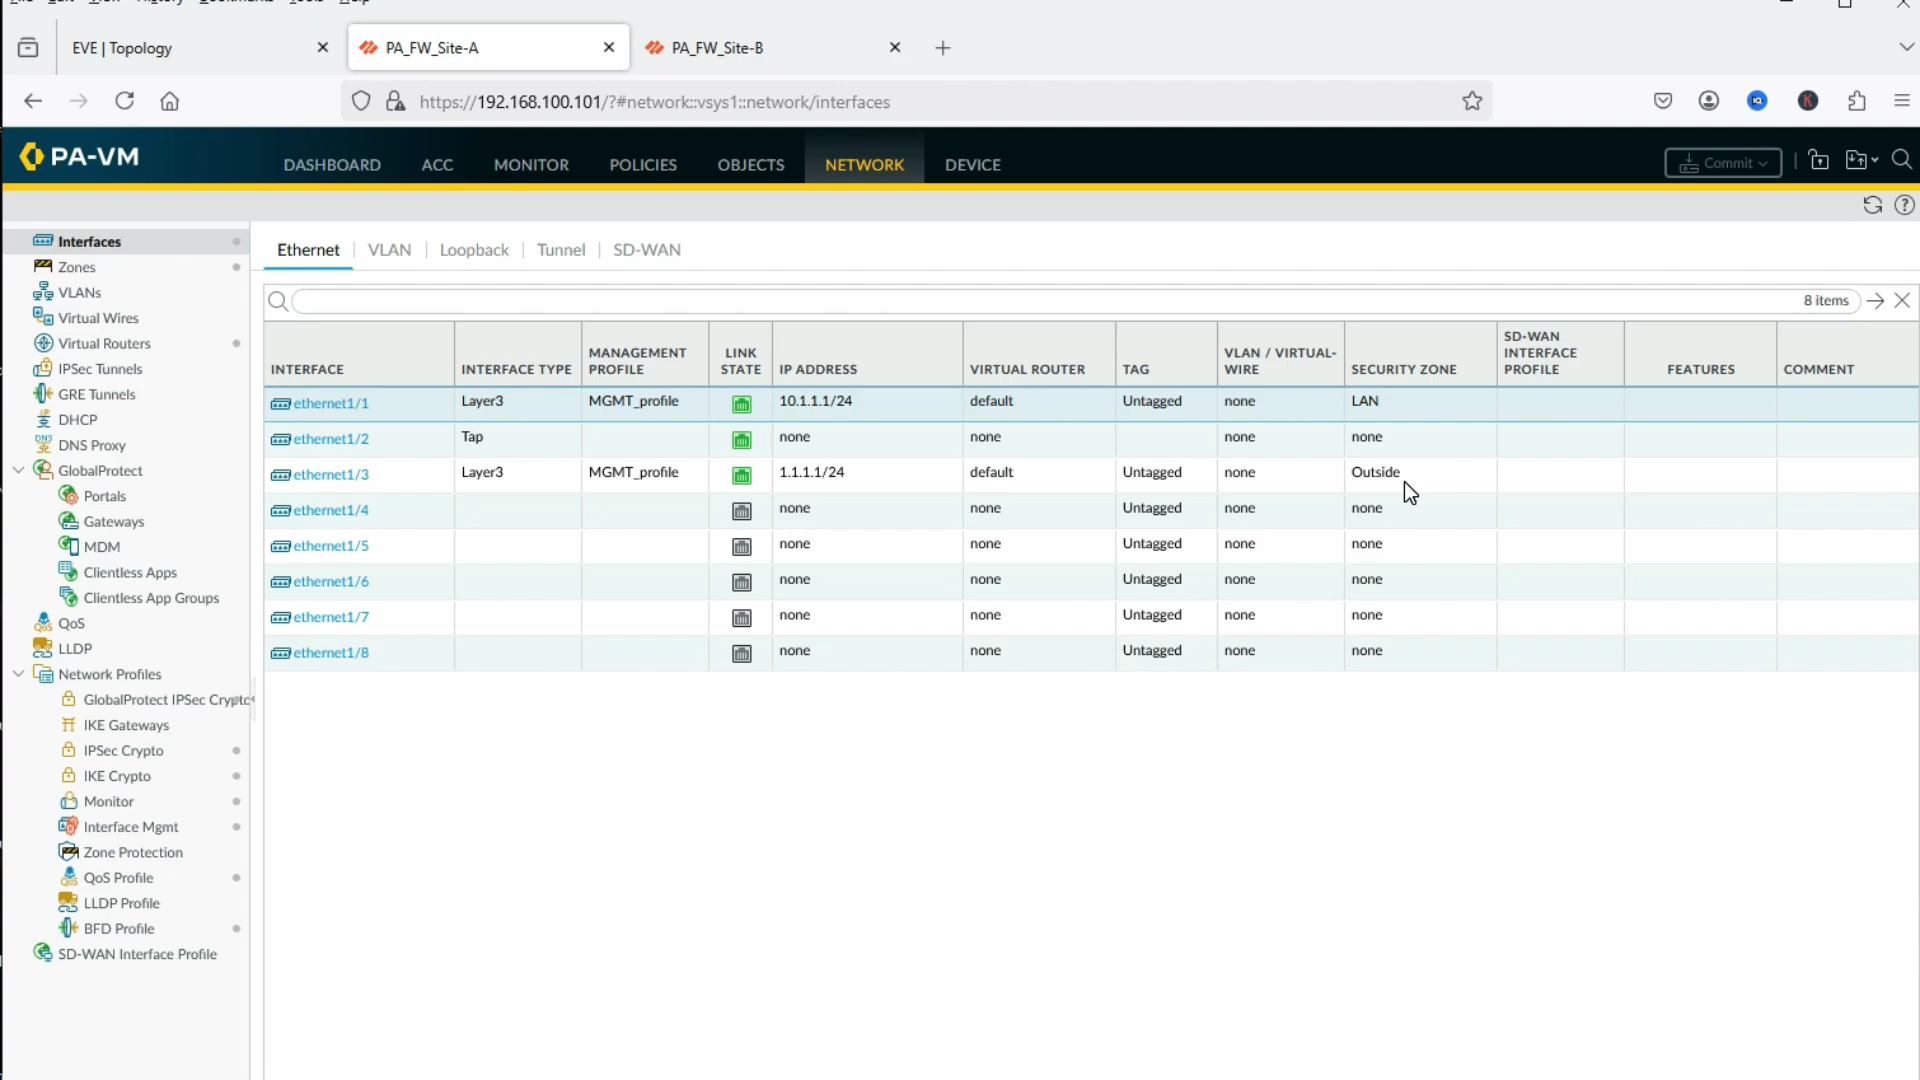 EVE | Topology
PA_FW_Site-A
PA_FW_Site-B
https://192.168.100.101/?#network::vsys1::network/interfaces
PA-VM
DASHBOARD ACC MONITOR POLICIES OBJECTS NETWORK DEVICE
Commit
Interfaces
Zones
VLANs
Virtual Wires
Virtual Routers
IPSec Tunnels
GRE Tunnels
DHCP
DNS Proxy
GlobalProtect
Portals
Gateways
MDM
Clientless Apps
Clientless App Groups
QoS
LLDP
Network Profiles
GlobalProtect IPSec Crypto
IKE Gateways
IPSec Crypto
IKE Crypto
Monitor
Interface Mgmt
Zone Protection
QoS Profile
LLDP Profile
BFD Profile
SD-WAN Interface Profile
Ethernet VLAN Loopback Tunnel SD-WAN
8 items
INTERFACE INTERFACE TYPE MANAGEMENT PROFILE LINK STATE IP ADDRESS VIRTUAL ROUTER TAG VLAN / VIRTUAL-WIRE SECURITY ZONE SD-WAN INTERFACE PROFILE FEATURES COMMENT
ethernet1/1 Layer3 MGMT_profile 10.1.1.1/24 default Untagged none LAN
ethernet1/2 Tap none none none none
ethernet1/3 Layer3 MGMT_profile 1.1.1.1/24 default Untagged none Outside
ethernet1/4 none none Untagged none none
ethernet1/5 none none Untagged none none
ethernet1/6 none none Untagged none none
ethernet1/7 none none Untagged none none
ethernet1/8 none none Untagged none none